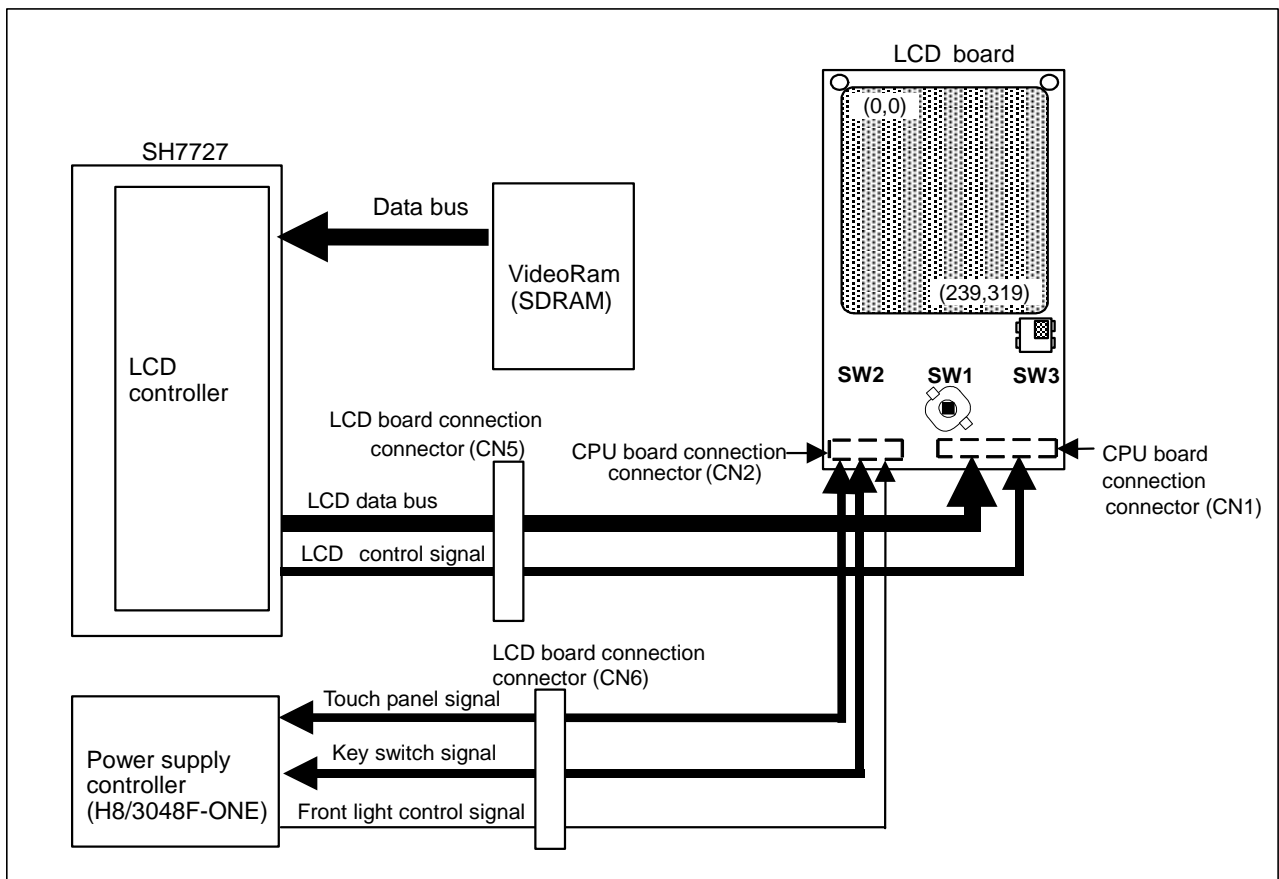 LCD board
(0,0)
SH7727
Data bus
VideoRam
(SDRAM)
(239,319)
LCD
controller
SW2
SW1
SW3
LCD board connection
connector (CN5)
CPU board connection
connector (CN2)
CPU board
connection
connector (CN1)
LCD data bus
LCD control signal
LCD board connection
connector (CN6)
Touch panel signal
Key switch signal
Power supply
controller
(H8/3048F-ONE)
Front light control signal